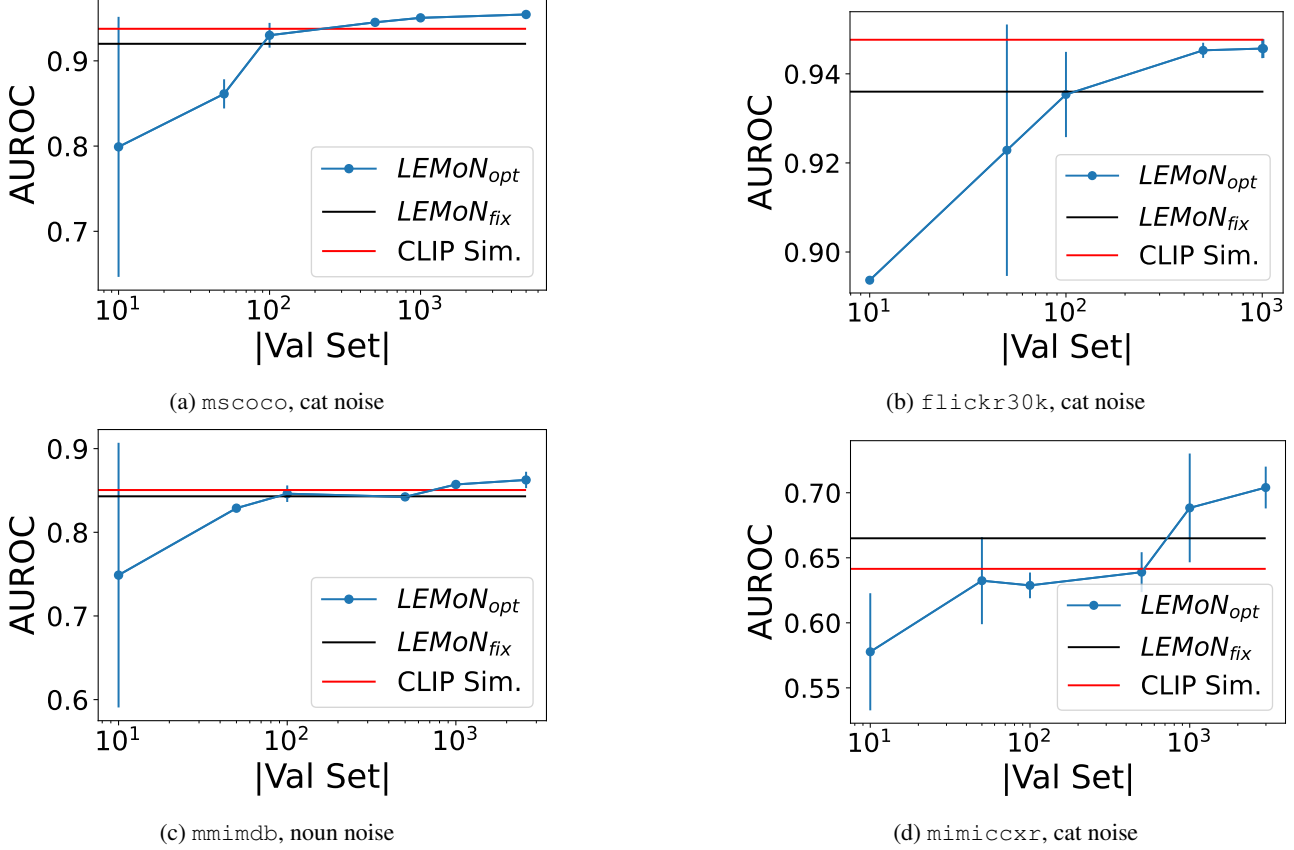 0.9
0.8
0.7
AUROC
LEMoN_opt
LEMoN_fix
CLIP Sim.
10^1
10^2
10^3
|Val Set|
(a) mscoco, cat noise
0.94
0.92
0.90
AUROC
LEMoN_opt
LEMoN_fix
CLIP Sim.
10^1
10^2
10^3
|Val Set|
(b) flickr30k, cat noise
0.9
0.8
0.7
0.6
AUROC
LEMoN_opt
LEMoN_fix
CLIP Sim.
10^1
10^2
10^3
|Val Set|
(c) mmimdb, noun noise
0.70
0.65
0.60
0.55
AUROC
LEMoN_opt
LEMoN_fix
CLIP Sim.
10^1
10^2
10^3
|Val Set|
(d) mimiccxr, cat noise